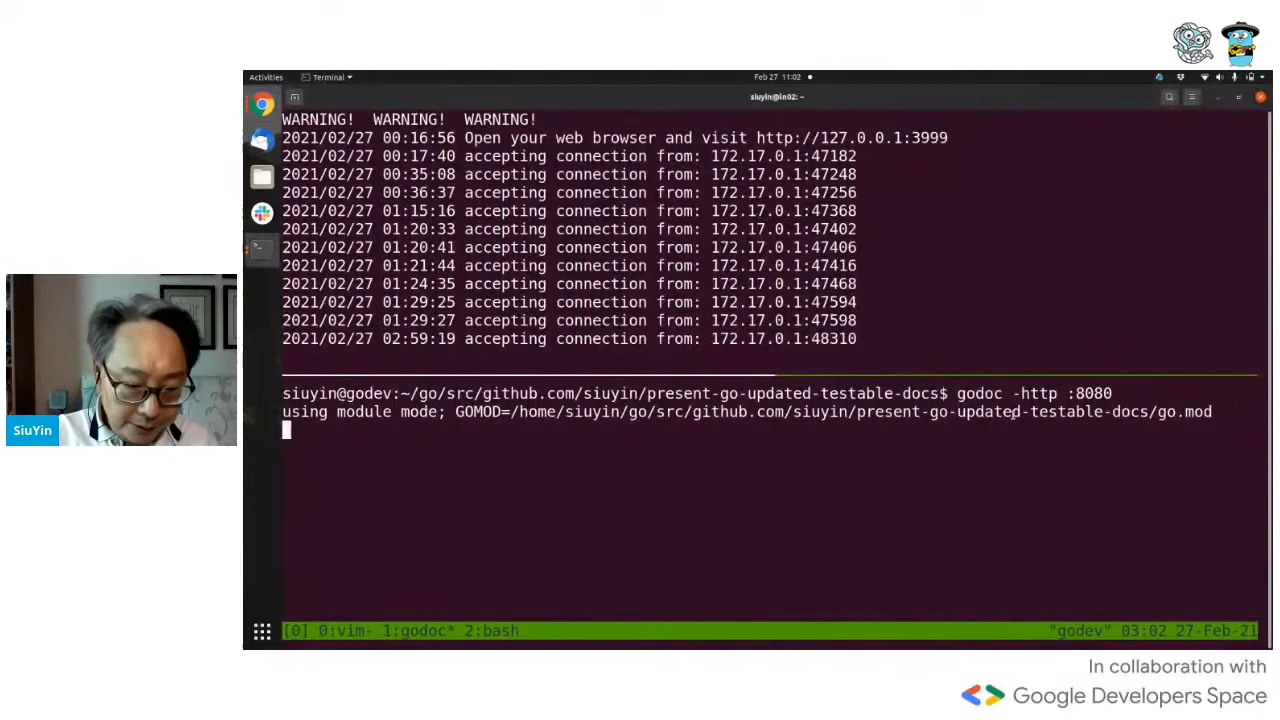 Activities
Terminal
Feb 27 11:02
siuyin@ln02: ~
WARNING! WARNING! WARNING!
2021/02/27 00:16:56 Open your web browser and visit http://127.0.0.1:3999
2021/02/27 00:17:40 accepting connection from: 172.17.0.1:47182
2021/02/27 00:35:08 accepting connection from: 172.17.0.1:47248
2021/02/27 00:36:37 accepting connection from: 172.17.0.1:47256
2021/02/27 01:15:16 accepting connection from: 172.17.0.1:47368
2021/02/27 01:20:33 accepting connection from: 172.17.0.1:47402
2021/02/27 01:20:41 accepting connection from: 172.17.0.1:47406
2021/02/27 01:21:44 accepting connection from: 172.17.0.1:47416
2021/02/27 01:24:35 accepting connection from: 172.17.0.1:47468
2021/02/27 01:29:25 accepting connection from: 172.17.0.1:47594
2021/02/27 01:29:27 accepting connection from: 172.17.0.1:47598
2021/02/27 02:59:19 accepting connection from: 172.17.0.1:48310
siuyin@godev:~/go/src/github.com/siuyin/present-go-updated-testable-docs$ godoc -http :8080
using module mode; GOMOD=/home/siuyin/go/src/github.com/siuyin/present-go-updated-testable-docs/go.mod
SiuYin
[0] 0:vim- 1:godoc* 2:bash
"godev" 03:02 27-Feb-21
In collaboration with
Google Developers Space